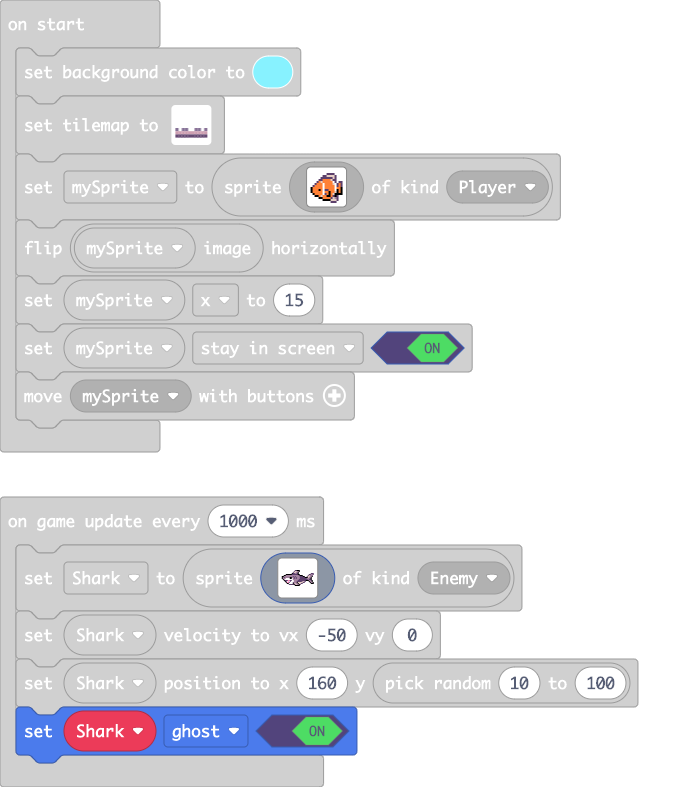 on start
set background color to
set tilemap to
set mySprite to sprite of kind Player
flip mySprite image horizontally
set mySprite x to 15
set mySprite stay in screen ON
move mySprite with buttons
on game update every 1000 ms
set Shark to sprite of kind Enemy
set Shark velocity to vx -50 vy 0
set Shark position to x 160 y pick random 10 to 100
set Shark ghost ON